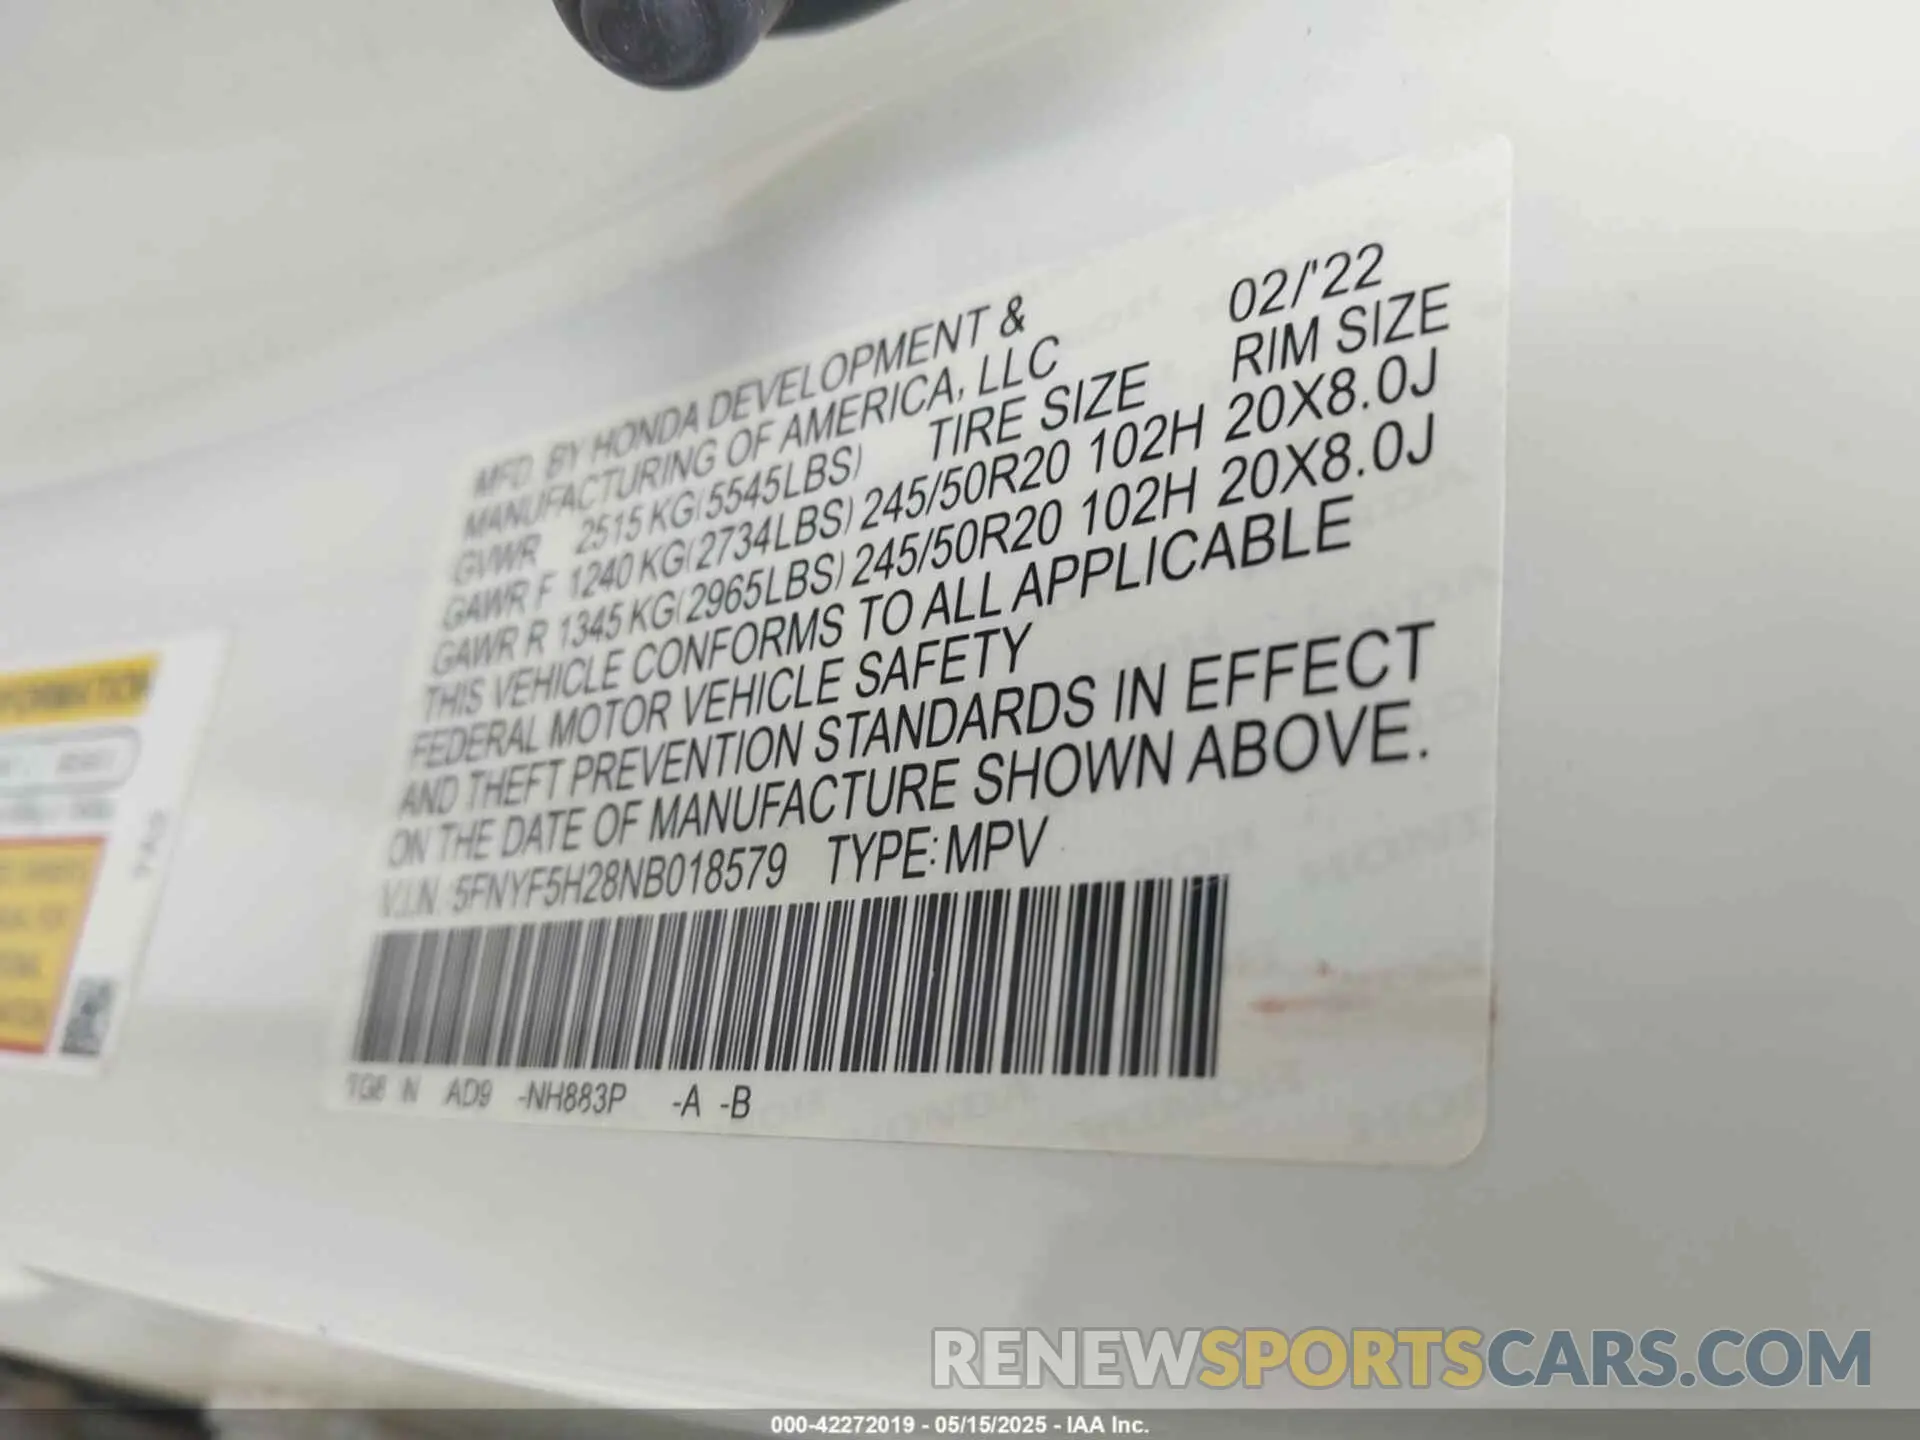 MFD. BY HONDA DEVELOPMENT & 02/'22
MANUFACTURING OF AMERICA, LLC
TIRE SIZE RIM SIZE
GVWR 2515 KG(5545LBS)
GAWR F 1240 KG(2734LBS) 245/50R20 102H 20X8.0J
GAWR R 1345 KG(2965LBS) 245/50R20 102H 20X8.0J
THIS VEHICLE CONFORMS TO ALL APPLICABLE
FEDERAL MOTOR VEHICLE SAFETY
AND THEFT PREVENTION STANDARDS IN EFFECT
ON THE DATE OF MANUFACTURE SHOWN ABOVE.
V.I.N. 5FNYF5H28NB018579 TYPE:MPV
TG8 N AD9 -NH883P -A -B
RENEWSPORTSCARS.COM
000-42272019 - 05/15/2025 - IAA Inc.